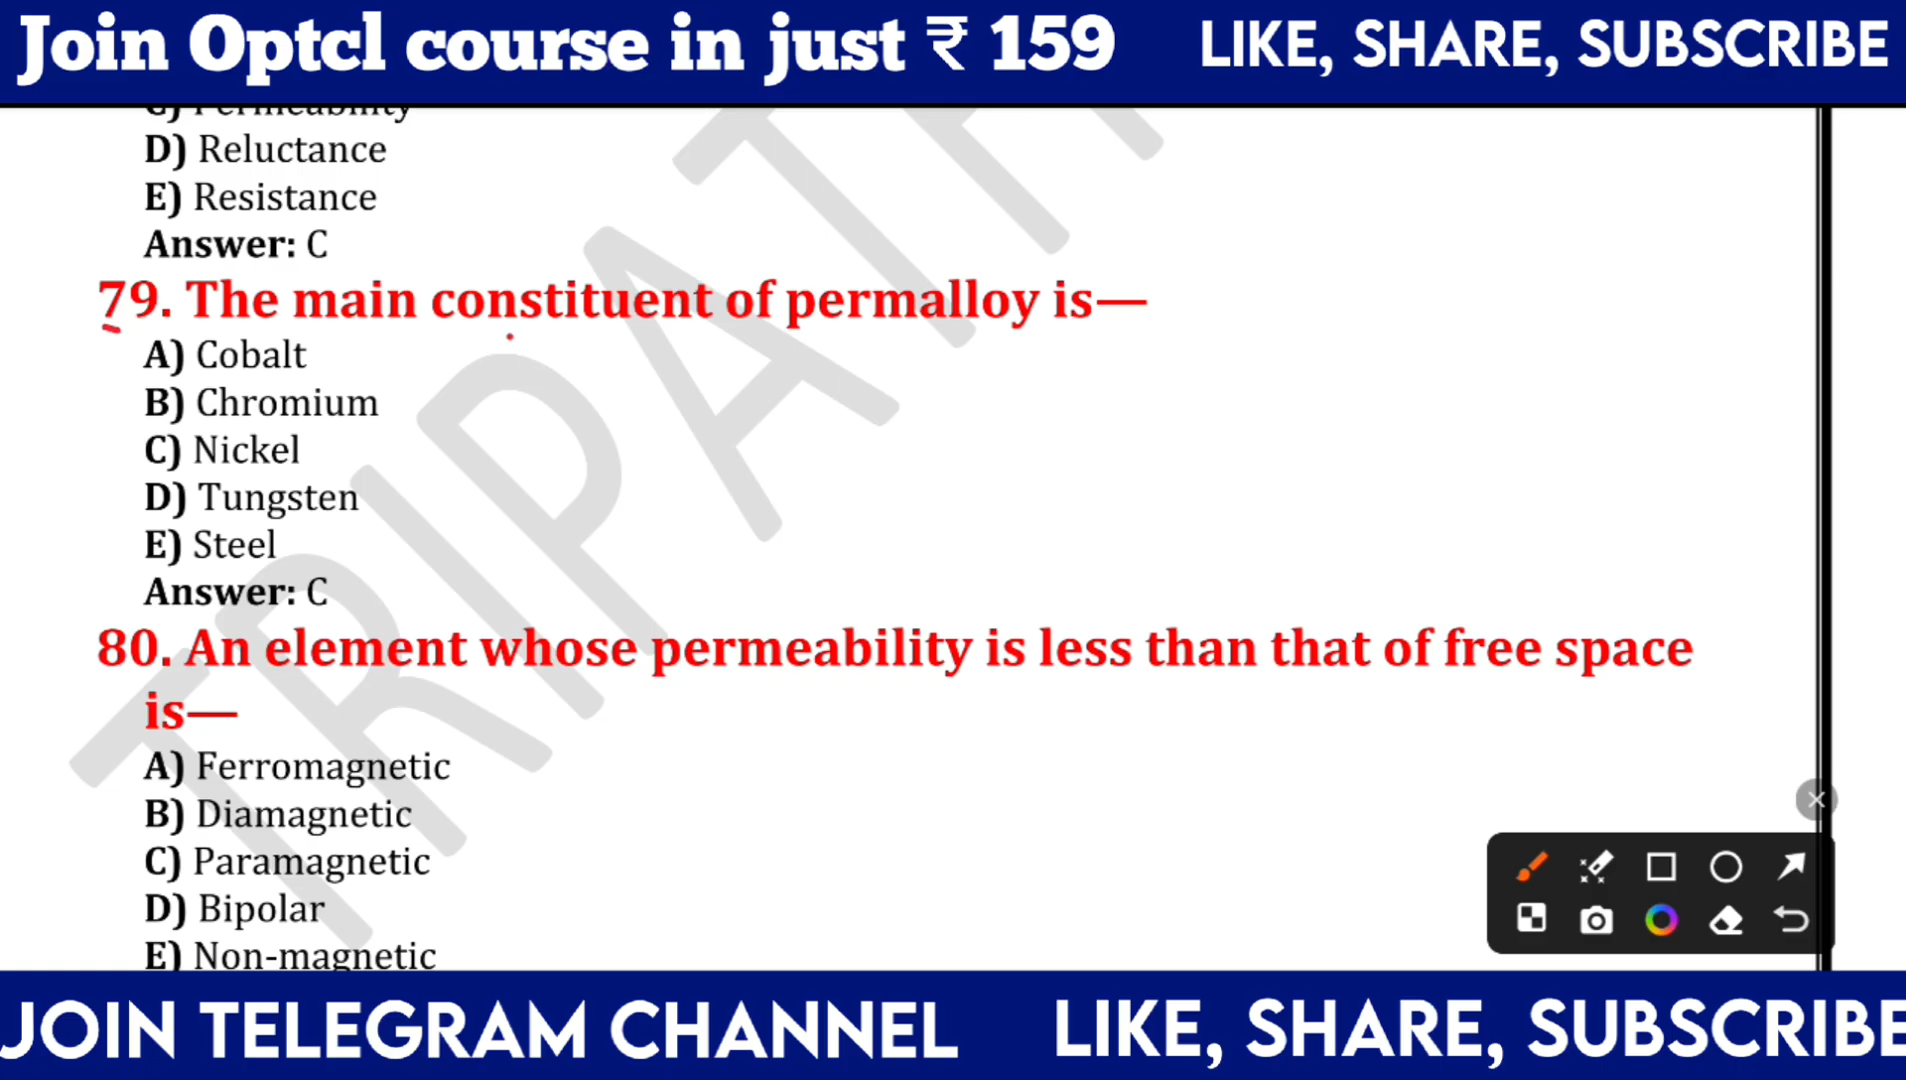 Join Optcl course in just ₹ 159 LIKE, SHARE, SUBSCRIBE
C) Permeability
D) Reluctance
E) Resistance
Answer: C
79. The main constituent of permalloy is—
A) Cobalt
B) Chromium
C) Nickel
D) Tungsten
E) Steel
Answer: C
80. An element whose permeability is less than that of free space
is—
A) Ferromagnetic
B) Diamagnetic
C) Paramagnetic
D) Bipolar
E) Non-magnetic
TRIPATH
JOIN TELEGRAM CHANNEL LIKE, SHARE, SUBSCRIBE